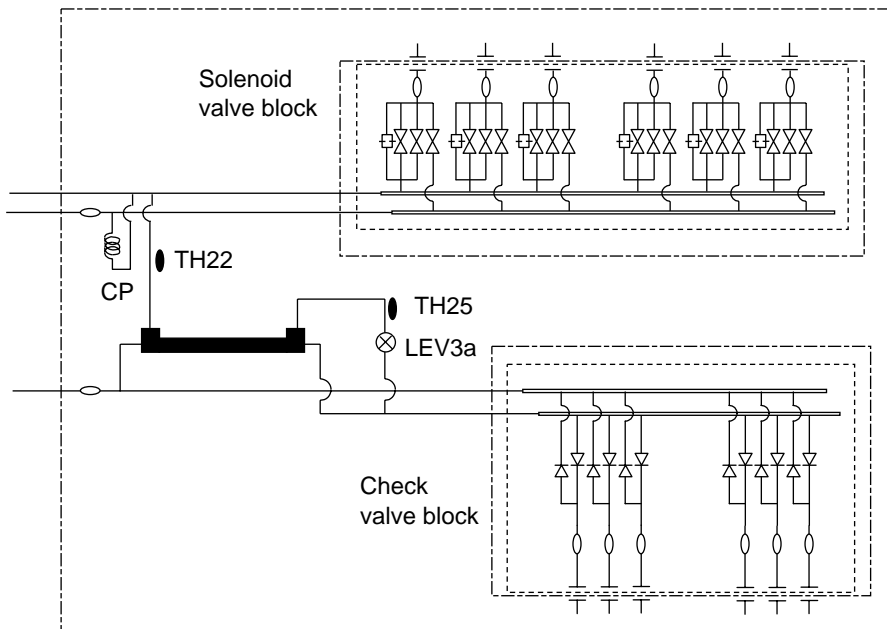 Solenoid
valve block
TH22
CP
TH25
LEV3a
Check
valve block